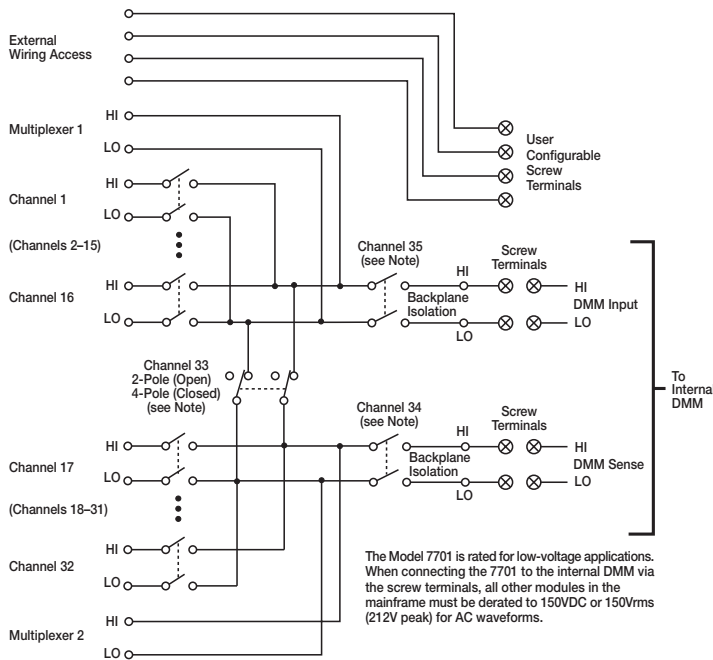 External
Wiring Access
Multiplexer 1
HI
LO
User
Configurable
Screw
Terminals
Channel 1
HI
LO
(Channels 2–15)
Channel 16
HI
LO
Channel 35
(see Note)
Backplane
Isolation
HI
LO
Screw
Terminals
HI
DMM Input
LO
Channel 33
2-Pole (Open)
4-Pole (Closed)
(see Note)
To
Internal
DMM
Channel 17
HI
LO
Channel 34
(see Note)
Backplane
Isolation
HI
LO
Screw
Terminals
HI
DMM Sense
LO
(Channels 18–31)
Channel 32
HI
LO
The Model 7701 is rated for low-voltage applications.
When connecting the 7701 to the internal DMM via
the screw terminals, all other modules in the
mainframe must be derated to 150VDC or 150Vrms
(212V peak) for AC waveforms.
Multiplexer 2
HI
LO